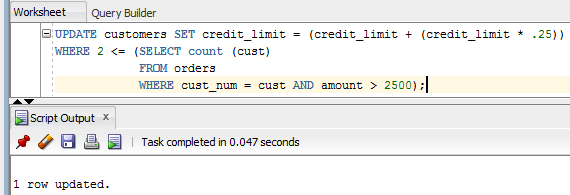 Worksheet Query Builder
UPDATE customers SET credit_limit = (credit_limit + (credit_limit * .25))
WHERE 2 <= (SELECT count (cust)
FROM orders
WHERE cust_num = cust AND amount > 2500);
Script Output x
Task completed in 0.047 seconds
1 row updated.